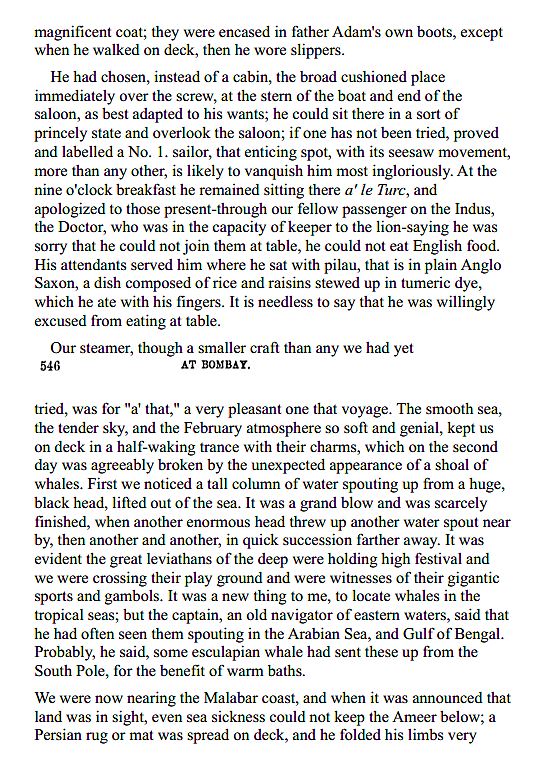 magnificent coat; they were encased in father Adam's own boots, except
when he walked on deck, then he wore slippers.
He had chosen, instead of a cabin, the broad cushioned place
immediately over the screw, at the stern of the boat and end of the
saloon, as best adapted to his wants; he could sit there in a sort of
princely state and overlook the saloon; if one has not been tried, proved
and labelled a No. 1. sailor, that enticing spot, with its seesaw movement,
more than any other, is likely to vanquish him most ingloriously. At the
nine o'clock breakfast he remained sitting there a' le Turc, and
apologized to those present-through our fellow passenger on the Indus,
the Doctor, who was in the capacity of keeper to the lion-saying he was
sorry that he could not join them at table, he could not eat English food.
His attendants served him where he sat with pilau, that is in plain Anglo
Saxon, a dish composed of rice and raisins stewed up in tumeric dye,
which he ate with his fingers. It is needless to say that he was willingly
excused from eating at table.
Our steamer, though a smaller craft than any we had yet
546 AT BOMBAY.
tried, was for "a' that," a very pleasant one that voyage. The smooth sea,
the tender sky, and the February atmosphere so soft and genial, kept us
on deck in a half-waking trance with their charms, which on the second
day was agreeably broken by the unexpected appearance of a shoal of
whales. First we noticed a tall column of water spouting up from a huge,
black head, lifted out of the sea. It was a grand blow and was scarcely
finished, when another enormous head threw up another water spout near
by, then another and another, in quick succession farther away. It was
evident the great leviathans of the deep were holding high festival and
we were crossing their play ground and were witnesses of their gigantic
sports and gambols. It was a new thing to me, to locate whales in the
tropical seas; but the captain, an old navigator of eastern waters, said that
he had often seen them spouting in the Arabian Sea, and Gulf of Bengal.
Probably, he said, some esculapian whale had sent these up from the
South Pole, for the benefit of warm baths.
We were now nearing the Malabar coast, and when it was announced that
land was in sight, even sea sickness could not keep the Ameer below; a
Persian rug or mat was spread on deck, and he folded his limbs very